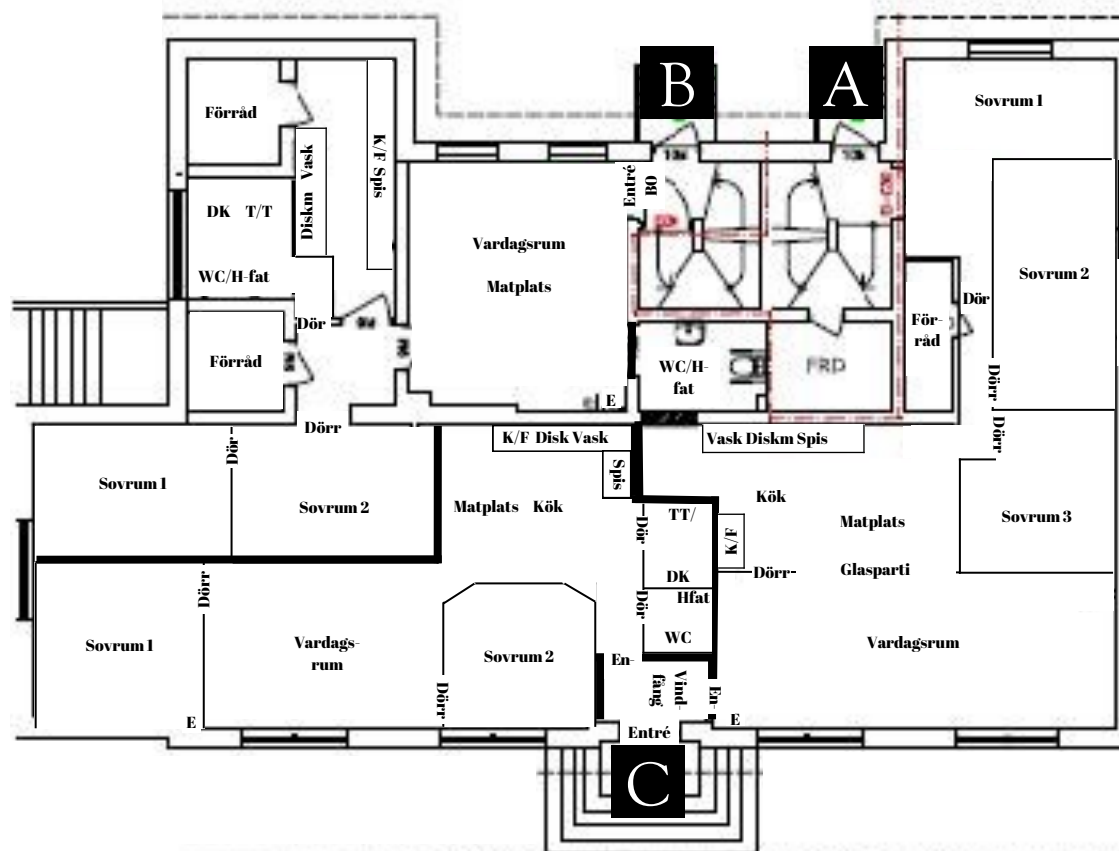 B
A
Förråd
Diskm Vask
K/F Spis
DK T/T
WC/H-fat
Dör
Förråd
Dörr
Vardagsrum
Matplats
Entré
BO
E
WC/H-
fat
FRD
Sovrum 1
Sovrum 2
Dör
För-
råd
Dörr
Dörr
Sovrum 3
K/F Disk Vask
Spis
Vask Diskm Spis
Sovrum 1
Dör
Sovrum 2
Matplats Kök
Kök
Matplats
Glasparti
K/F
Dörr
TT/
DK
Dör
Hfat
WC
Dör
Sovrum 1
Dörr
Vardags-
rum
Dörr
Sovrum 2
Vardagsrum
En-
Vind-
fång
En-
E
E
Entré
C